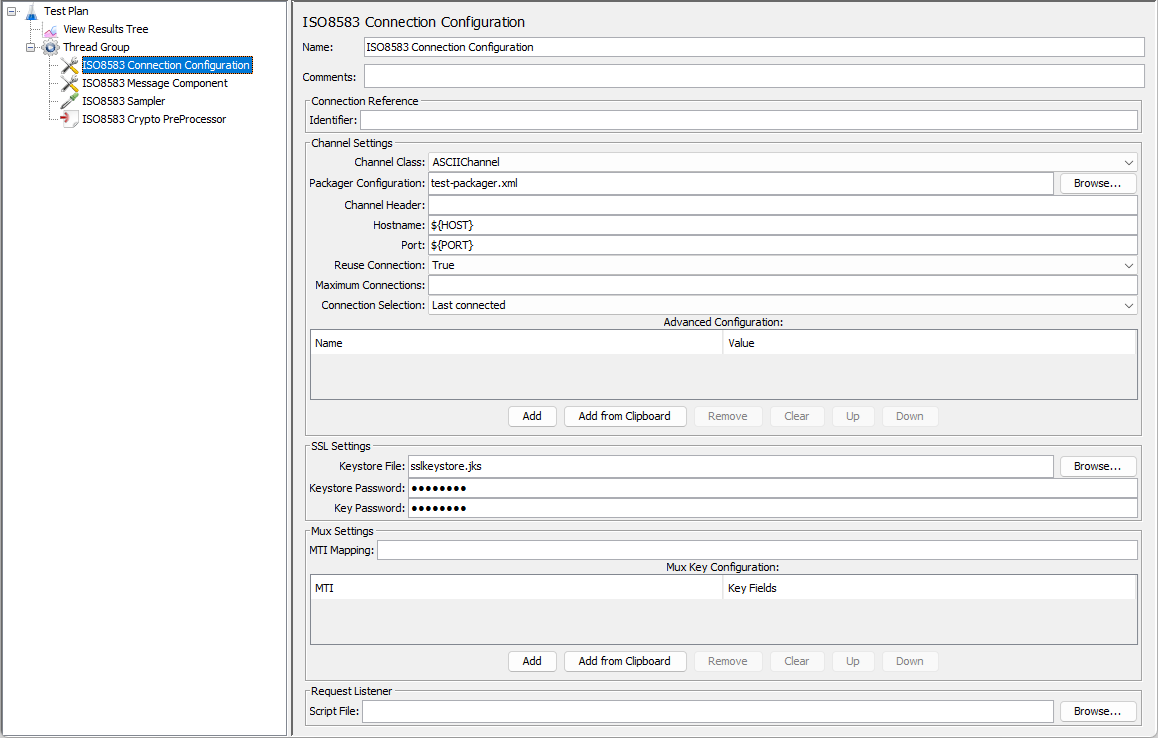 Test Plan
View Results Tree
Thread Group
ISO8583 Connection Configuration
ISO8583 Message Component
ISO8583 Sampler
ISO8583 Crypto PreProcessor
ISO8583 Connection Configuration
Name: ISO8583 Connection Configuration
Comments:
Connection Reference
Identifier:
Channel Settings
Channel Class: ASCIIChannel
Packager Configuration: test-packager.xml Browse...
Channel Header:
Hostname: ${HOST}
Port: ${PORT}
Reuse Connection: True
Maximum Connections:
Connection Selection: Last connected
Advanced Configuration:
Name Value
Add Add from Clipboard Remove Clear Up Down
SSL Settings
Keystore File: sslkeystore.jks Browse...
Keystore Password: ●●●●●●●●
Key Password: ●●●●●●●●
Mux Settings
MTI Mapping:
Mux Key Configuration:
MTI Key Fields
Add Add from Clipboard Remove Clear Up Down
Request Listener
Script File: Browse...